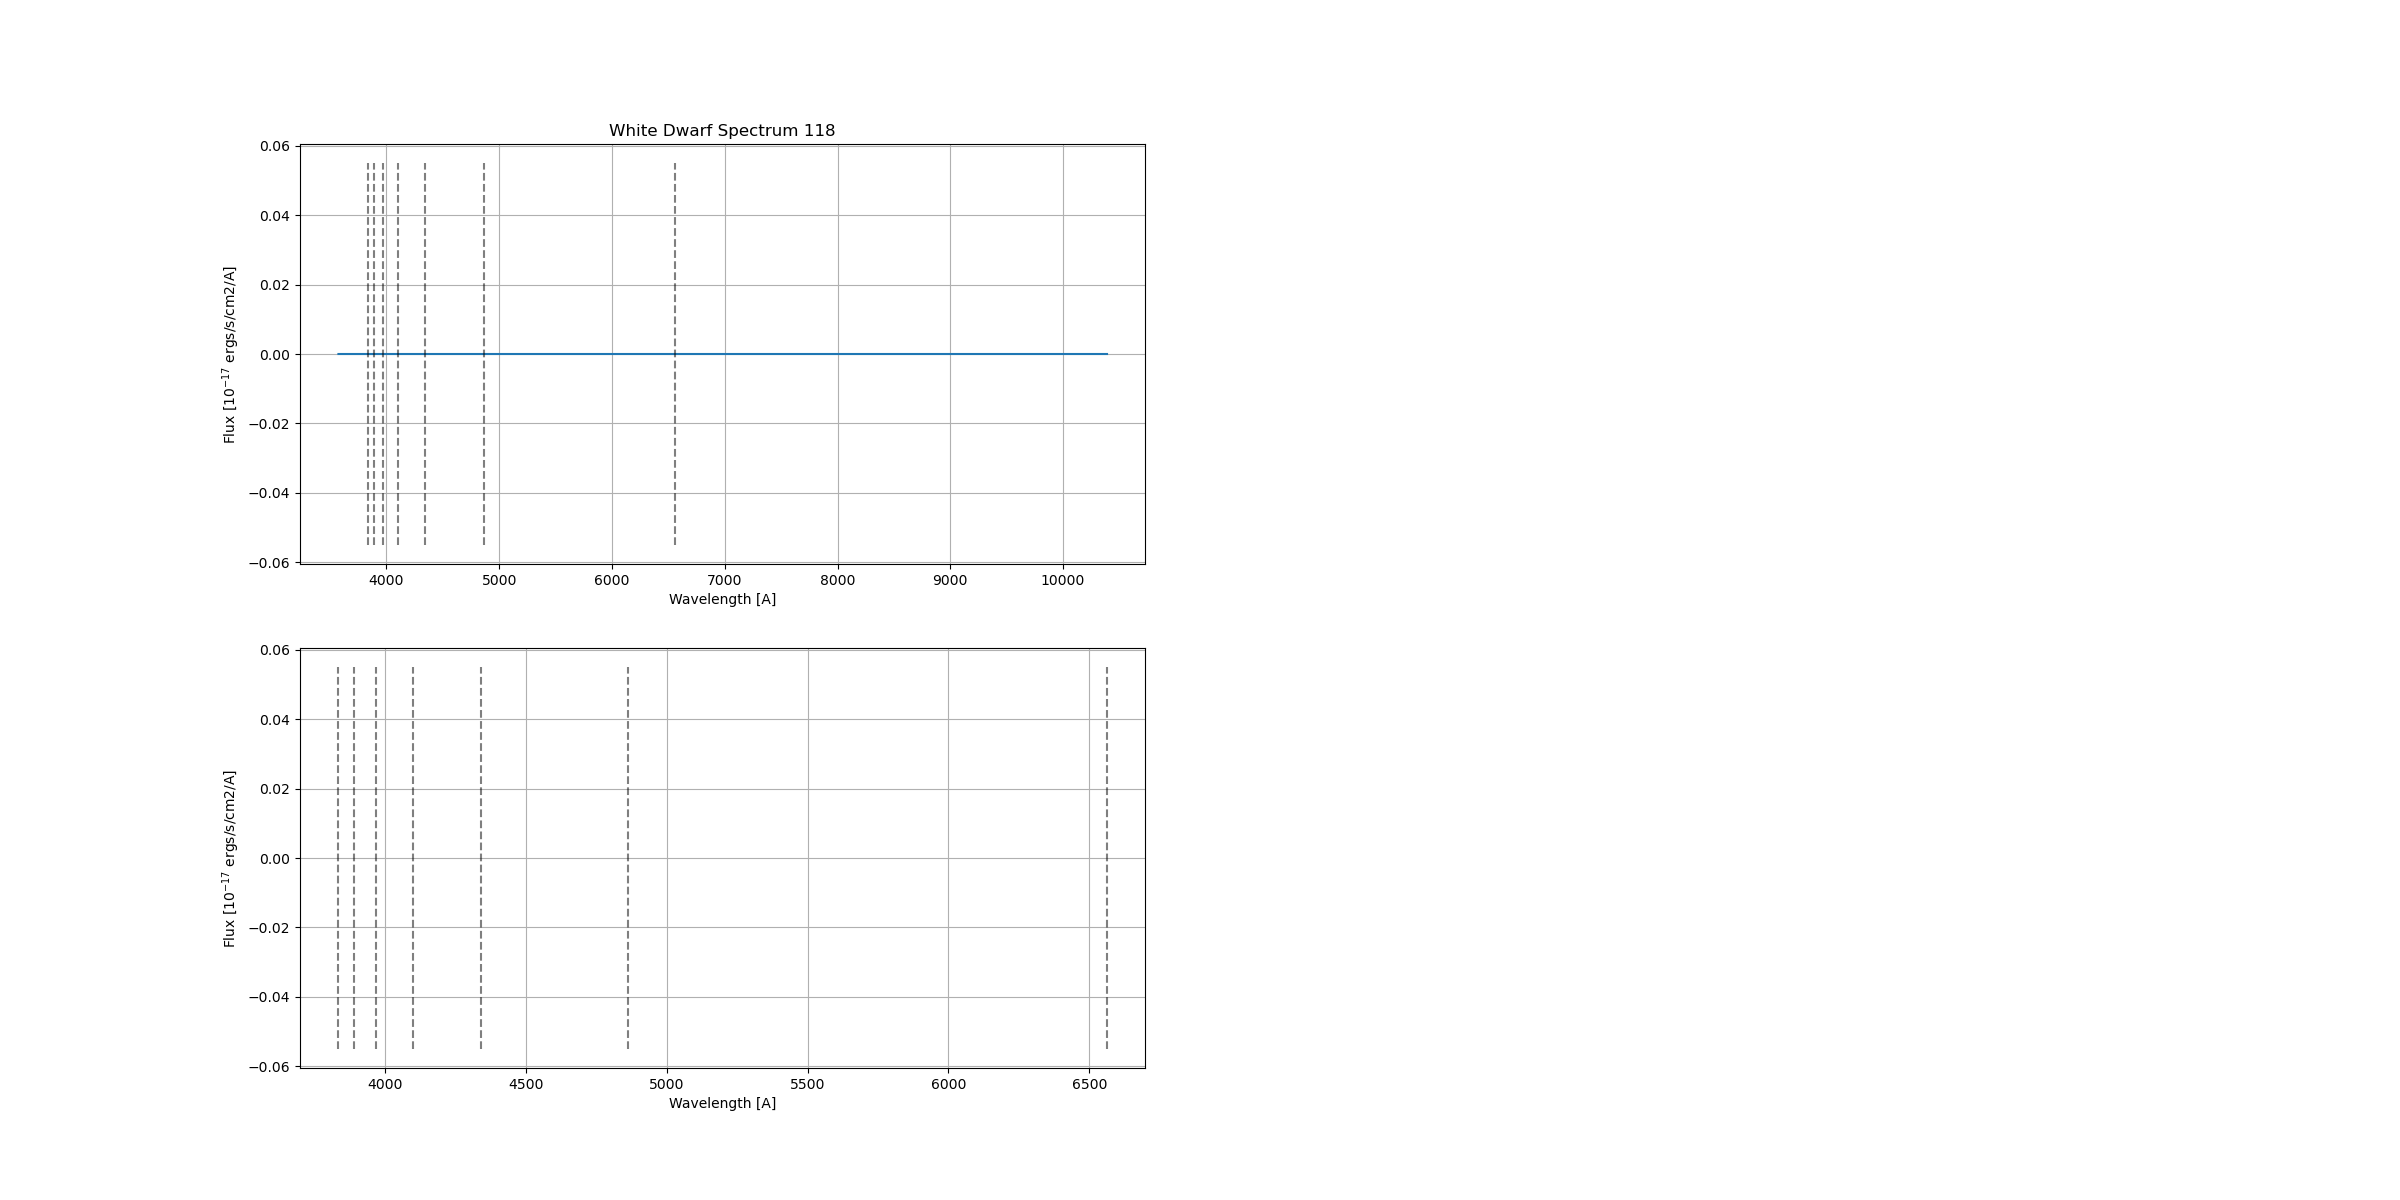 White Dwarf Spectrum 118
0.06
0.04
0.02
0.00
−0.02
−0.04
−0.06
Flux [10⁻¹⁷ ergs/s/cm2/A]
4000 5000 6000 7000 8000 9000 10000
Wavelength [A]
0.06
0.04
0.02
0.00
−0.02
−0.04
−0.06
Flux [10⁻¹⁷ ergs/s/cm2/A]
4000 4500 5000 5500 6000 6500
Wavelength [A]